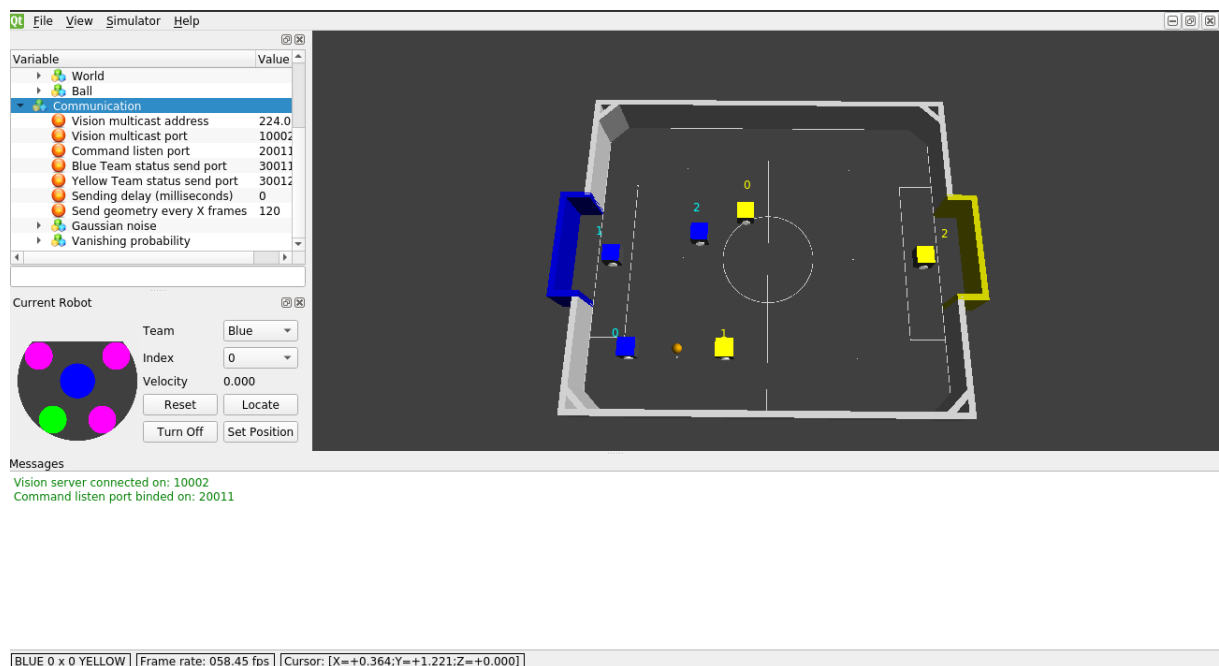 Qt File View Simulator Help
Variable Value
World
Ball
Communication
Vision multicast address 224.0
Vision multicast port 10002
Command listen port 20011
Blue Team status send port 30011
Yellow Team status send port 30012
Sending delay (milliseconds) 0
Send geometry every X frames 120
Gaussian noise
Vanishing probability
Current Robot
Team Blue
Index 0
Velocity 0.000
Reset Locate
Turn Off Set Position
0
2
1
2
0
1
Messages
Vision server connected on: 10002
Command listen port binded on: 20011
BLUE 0 x 0 YELLOW Frame rate: 058.45 fps Cursor: [X=+0.364;Y=+1.221;Z=+0.000]